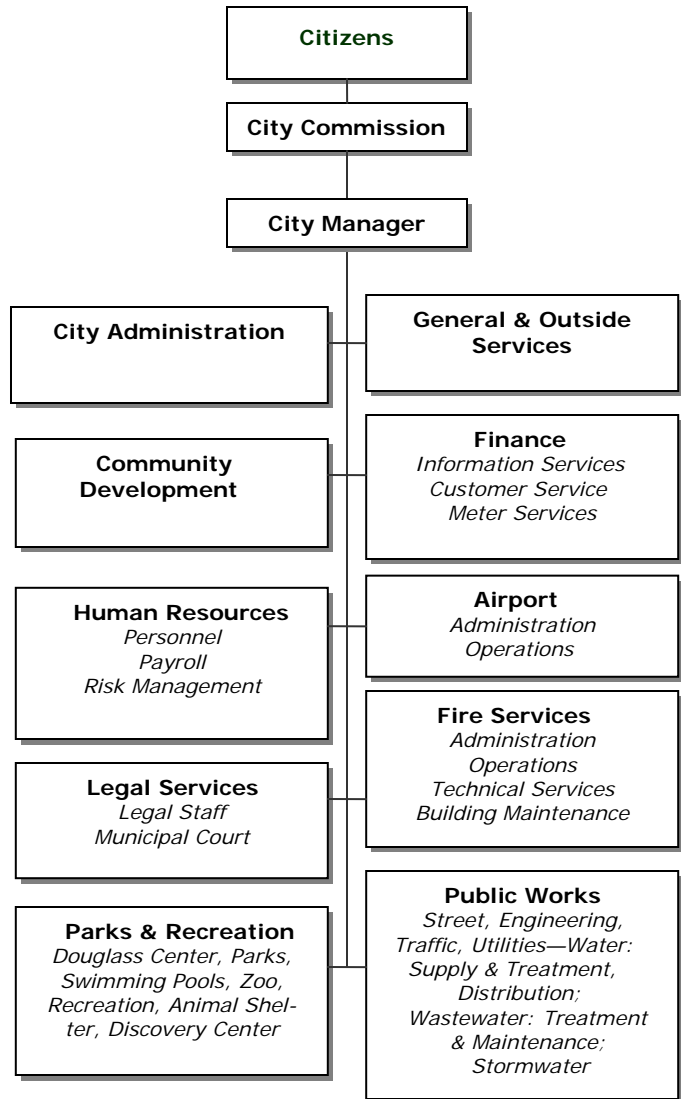 Citizens
City Commission
City Manager
City Administration
General & Outside
Services
Community
Development
Finance
Information Services
Customer Service
Meter Services
Human Resources
Personnel
Payroll
Risk Management
Airport
Administration
Operations
Legal Services
Legal Staff
Municipal Court
Fire Services
Administration
Operations
Technical Services
Building Maintenance
Parks & Recreation
Douglass Center, Parks,
Swimming Pools, Zoo,
Recreation, Animal Shel-
ter, Discovery Center
Public Works
Street, Engineering,
Traffic, Utilities—Water:
Supply & Treatment,
Distribution;
Wastewater: Treatment
& Maintenance;
Stormwater